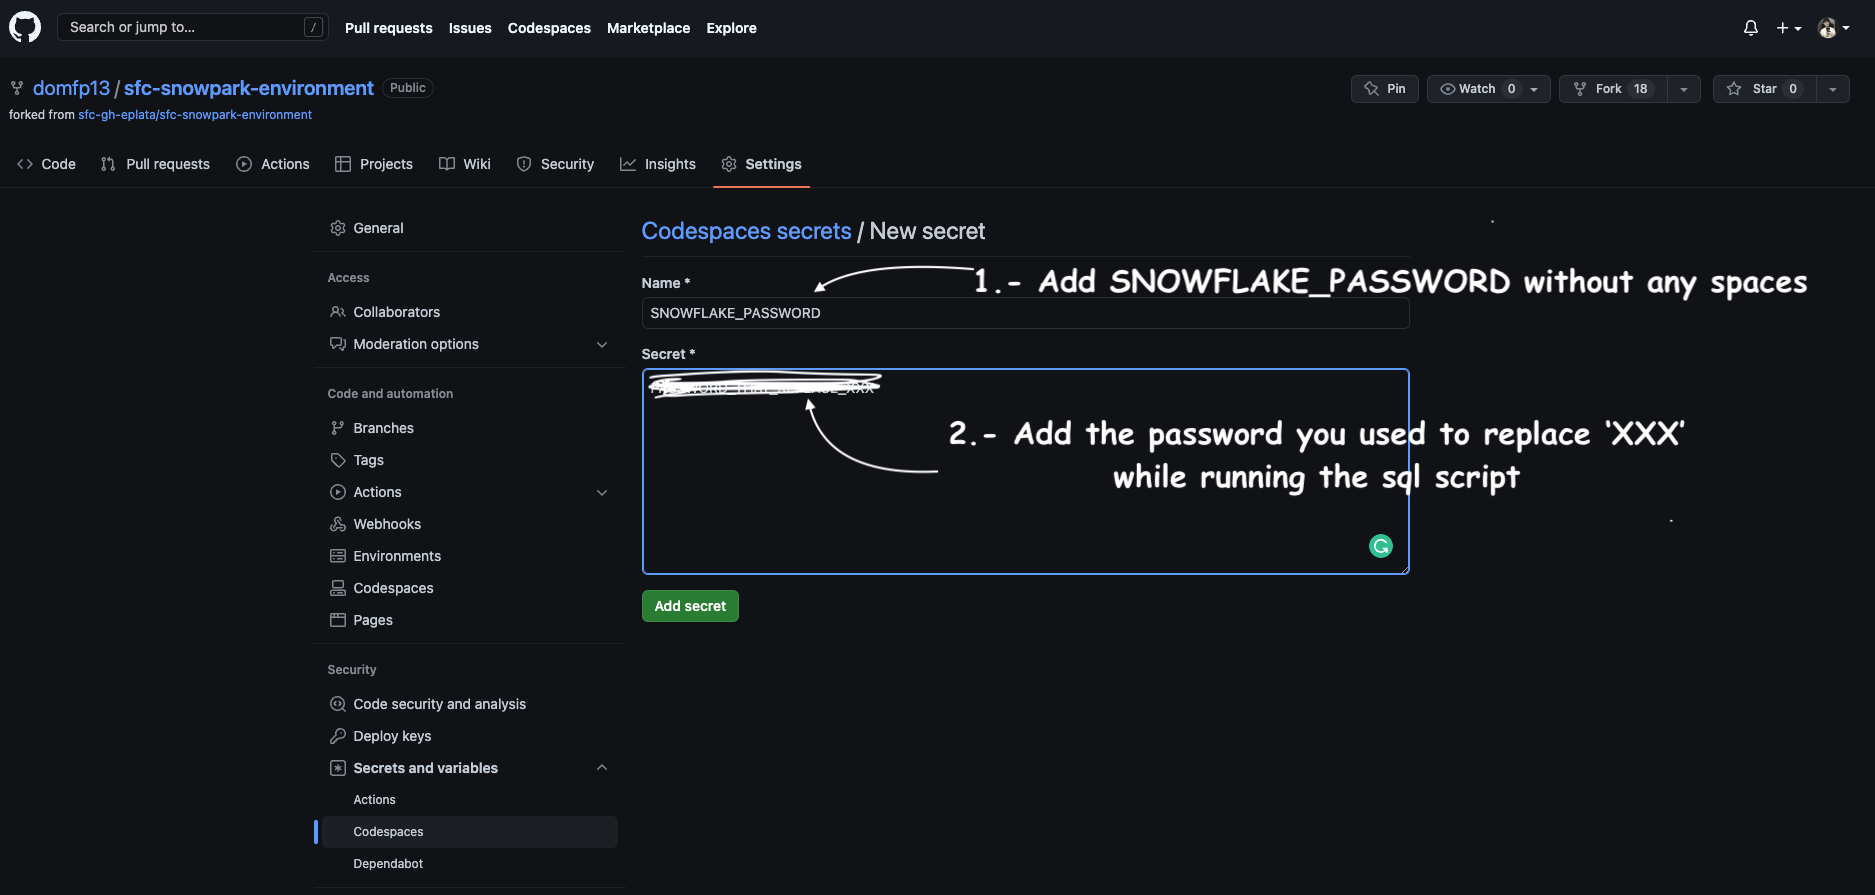 Search or jump to... /
Pull requests Issues Codespaces Marketplace Explore
domfp13 / sfc-snowpark-environment Public
Pin Watch 0 Fork 18 Star 0
forked from sfc-gh-eplata/sfc-snowpark-environment
Code Pull requests Actions Projects Wiki Security Insights Settings
General
Access
Collaborators
Moderation options
Code and automation
Branches
Tags
Actions
Webhooks
Environments
Codespaces
Pages
Security
Code security and analysis
Deploy keys
Secrets and variables
Actions
Codespaces
Dependabot
Codespaces secrets / New secret
Name *
1.- Add SNOWFLAKE_PASSWORD without any spaces
SNOWFLAKE_PASSWORD
Secret *
2.- Add the password you used to replace 'XXX'
while running the sql script
Add secret